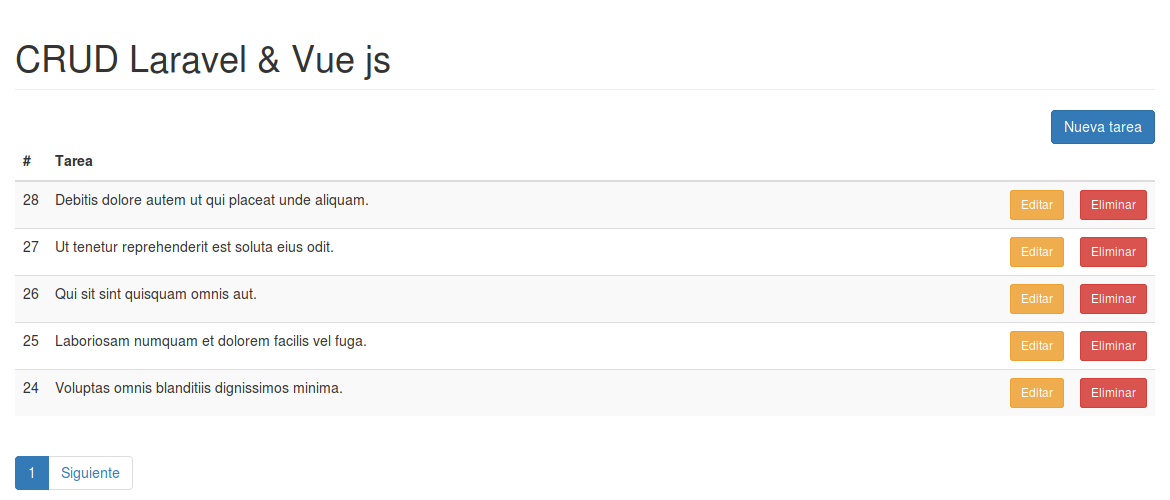 CRUD Laravel & Vue js
Nueva tarea
# Tarea
28 Debitis dolore autem ut qui placeat unde aliquam. Editar Eliminar
27 Ut tenetur reprehenderit est soluta eius odit. Editar Eliminar
26 Qui sit sint quisquam omnis aut. Editar Eliminar
25 Laboriosam numquam et dolorem facilis vel fuga. Editar Eliminar
24 Voluptas omnis blanditiis dignissimos minima. Editar Eliminar
1 Siguiente